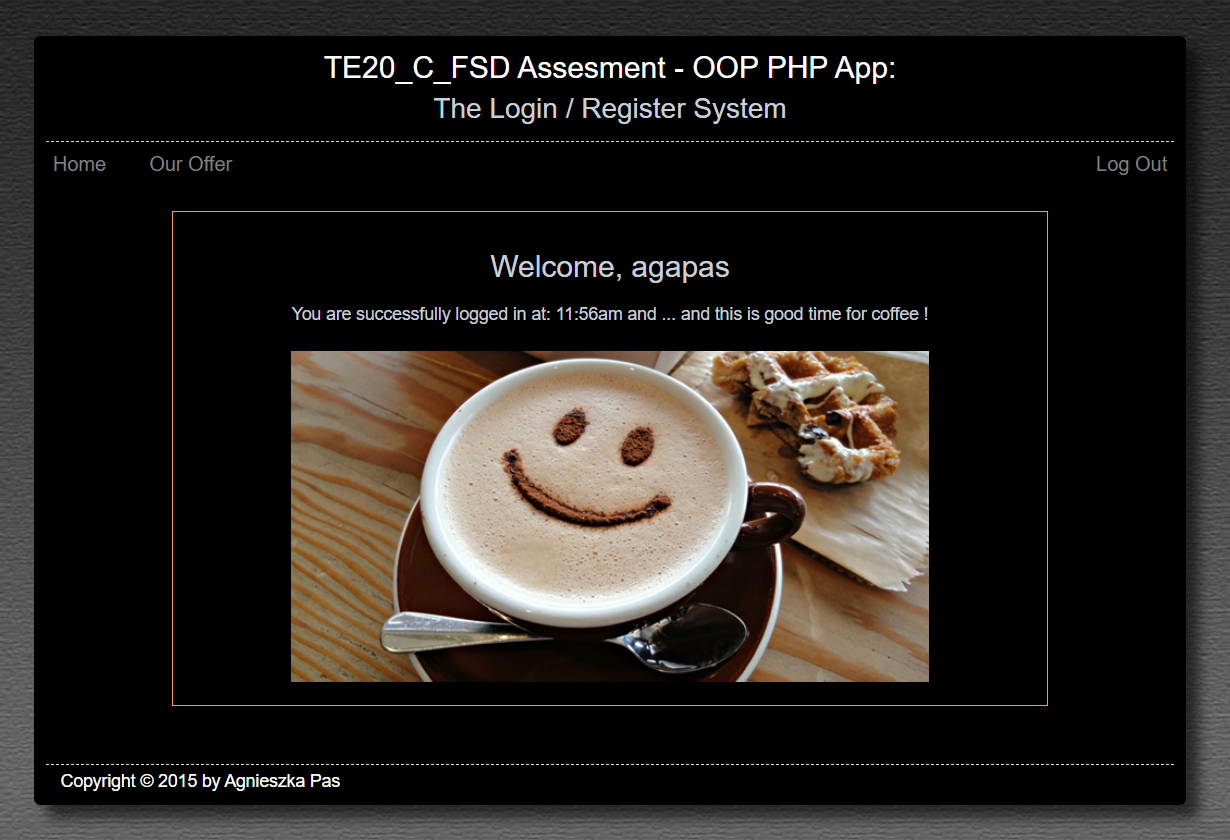 TE20_C_FSD Assesment - OOP PHP App:
The Login / Register System
Home Our Offer Log Out
Welcome, agapas
You are successfully logged in at: 11:56am and ... and this is good time for coffee !
Copyright © 2015 by Agnieszka Pas